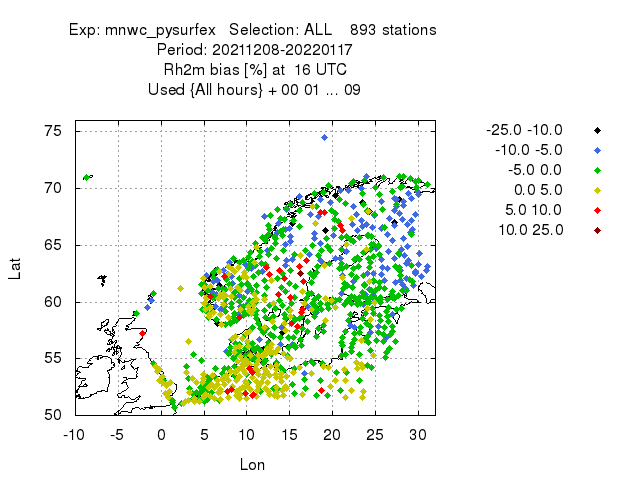 Exp: mnwc_pysurfex   Selection: ALL    893 stations
Period: 20211208-20220117
Rh2m bias [%] at  16 UTC
Used {All hours} + 00 01 ... 09
-25.0 -10.0
-10.0 -5.0
-5.0 0.0
0.0 5.0
5.0 10.0
10.0 25.0
75
70
65
60
55
50
Lat
-10 -5 0 5 10 15 20 25 30
Lon